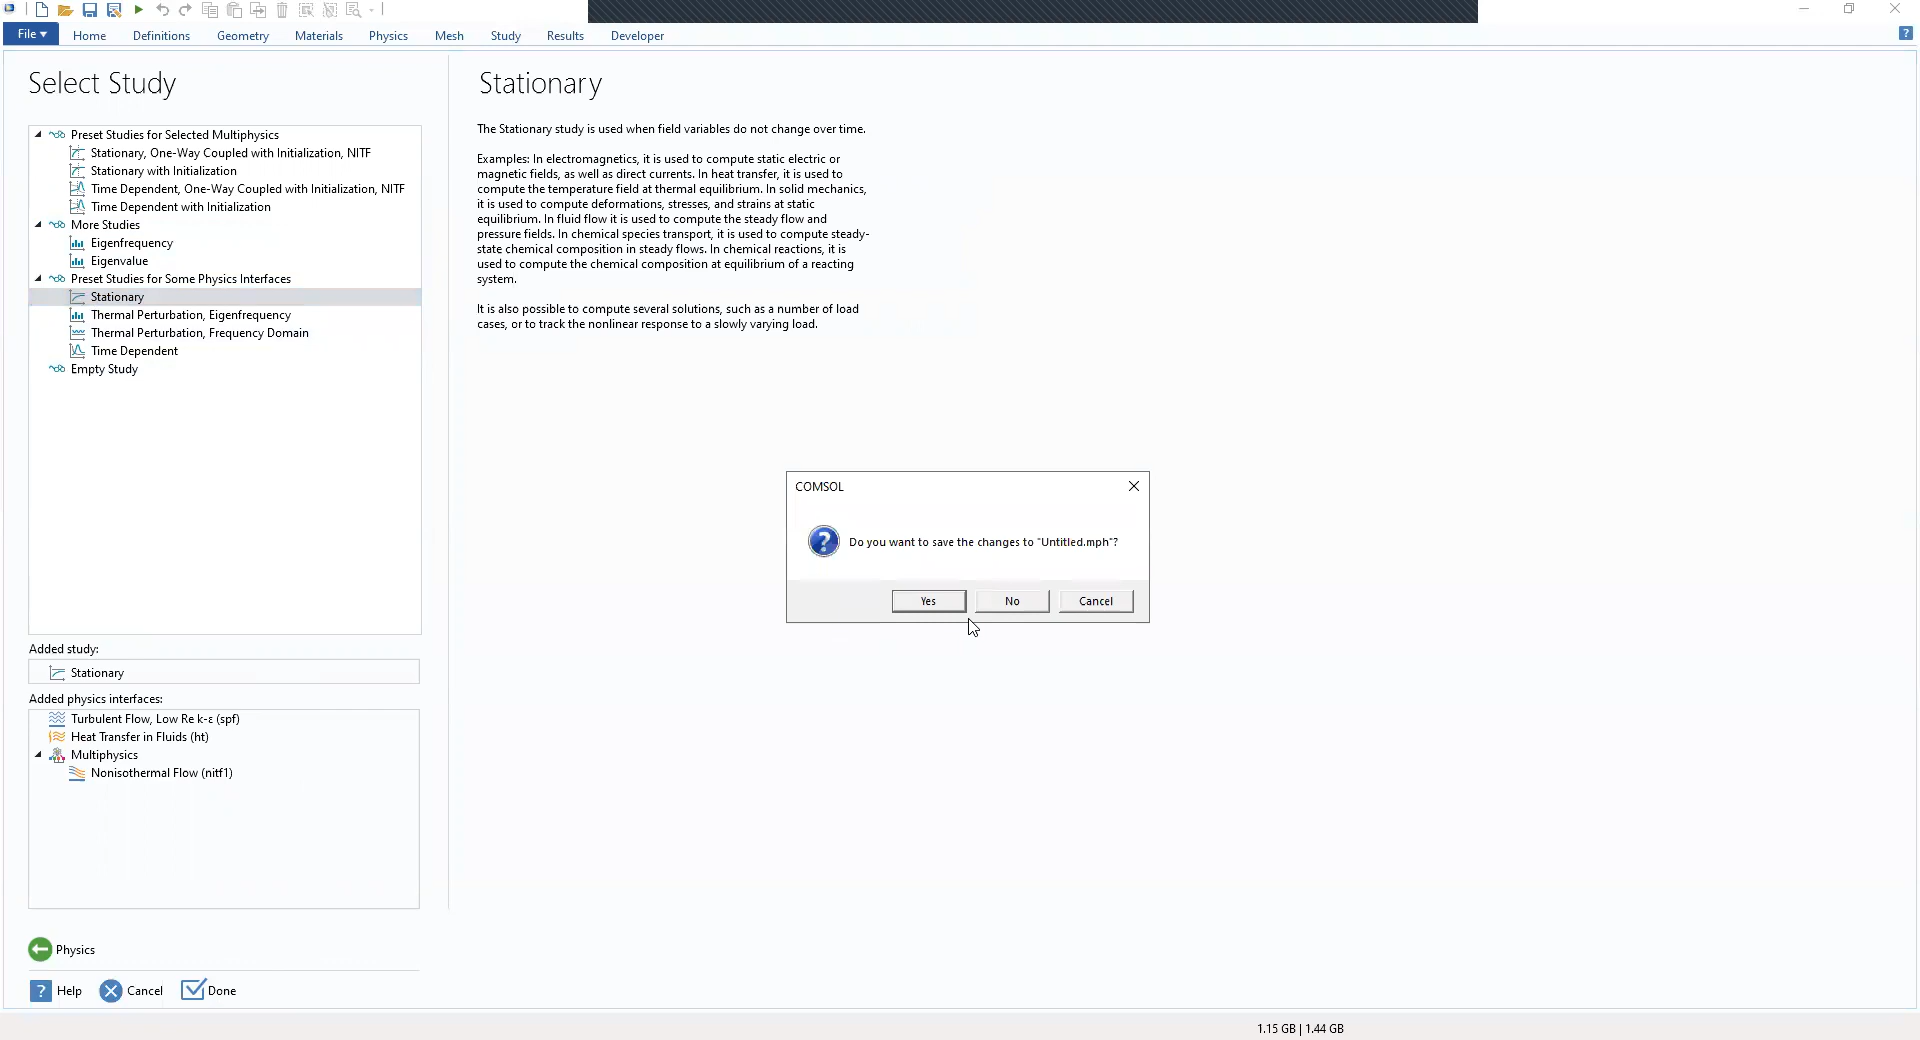 File
Home
Definitions
Geometry
Materials
Physics
Mesh
Study
Results
Developer
?
Select Study
Preset Studies for Selected Multiphysics
Stationary, One-Way Coupled with Initialization, NITF
Stationary with Initialization
Time Dependent, One-Way Coupled with Initialization, NITF
Time Dependent with Initialization
More Studies
Eigenfrequency
Eigenvalue
Preset Studies for Some Physics Interfaces
Stationary
Thermal Perturbation, Eigenfrequency
Thermal Perturbation, Frequency Domain
Time Dependent
Empty Study
Added study:
Stationary
Added physics interfaces:
Turbulent Flow, Low Re k-ε (spf)
Heat Transfer in Fluids (ht)
Multiphysics
Nonisothermal Flow (nitf1)
Physics
? Help
Cancel
Done
Stationary
The Stationary study is used when field variables do not change over time.
Examples: In electromagnetics, it is used to compute static electric or
magnetic fields, as well as direct currents. In heat transfer, it is used to
compute the temperature field at thermal equilibrium. In solid mechanics,
it is used to compute deformations, stresses, and strains at static
equilibrium. In fluid flow it is used to compute the steady flow and
pressure fields. In chemical species transport, it is used to compute steady-
state chemical composition in steady flows. In chemical reactions, it is
used to compute the chemical composition at equilibrium of a reacting
system.
It is also possible to compute several solutions, such as a number of load
cases, or to track the nonlinear response to a slowly varying load.
COMSOL
? Do you want to save the changes to "Untitled.mph"?
Yes
No
Cancel
1.15 GB | 1.44 GB